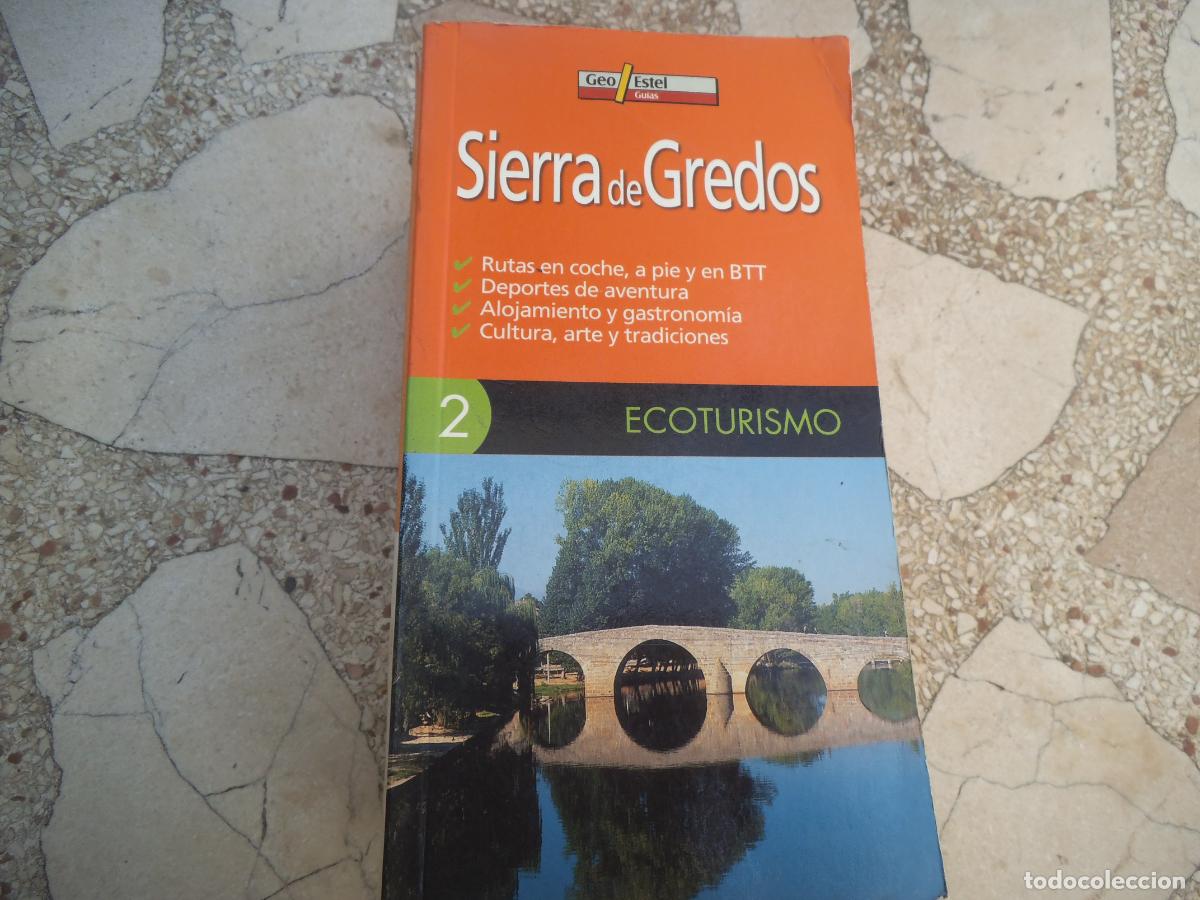 Geo Estel
Guías
Sierra de Gredos
✔ Rutas en coche, a pie y en BTT
✔ Deportes de aventura
✔ Alojamiento y gastronomía
✔ Cultura, arte y tradiciones
2 ECOTURISMO
todocoleccion